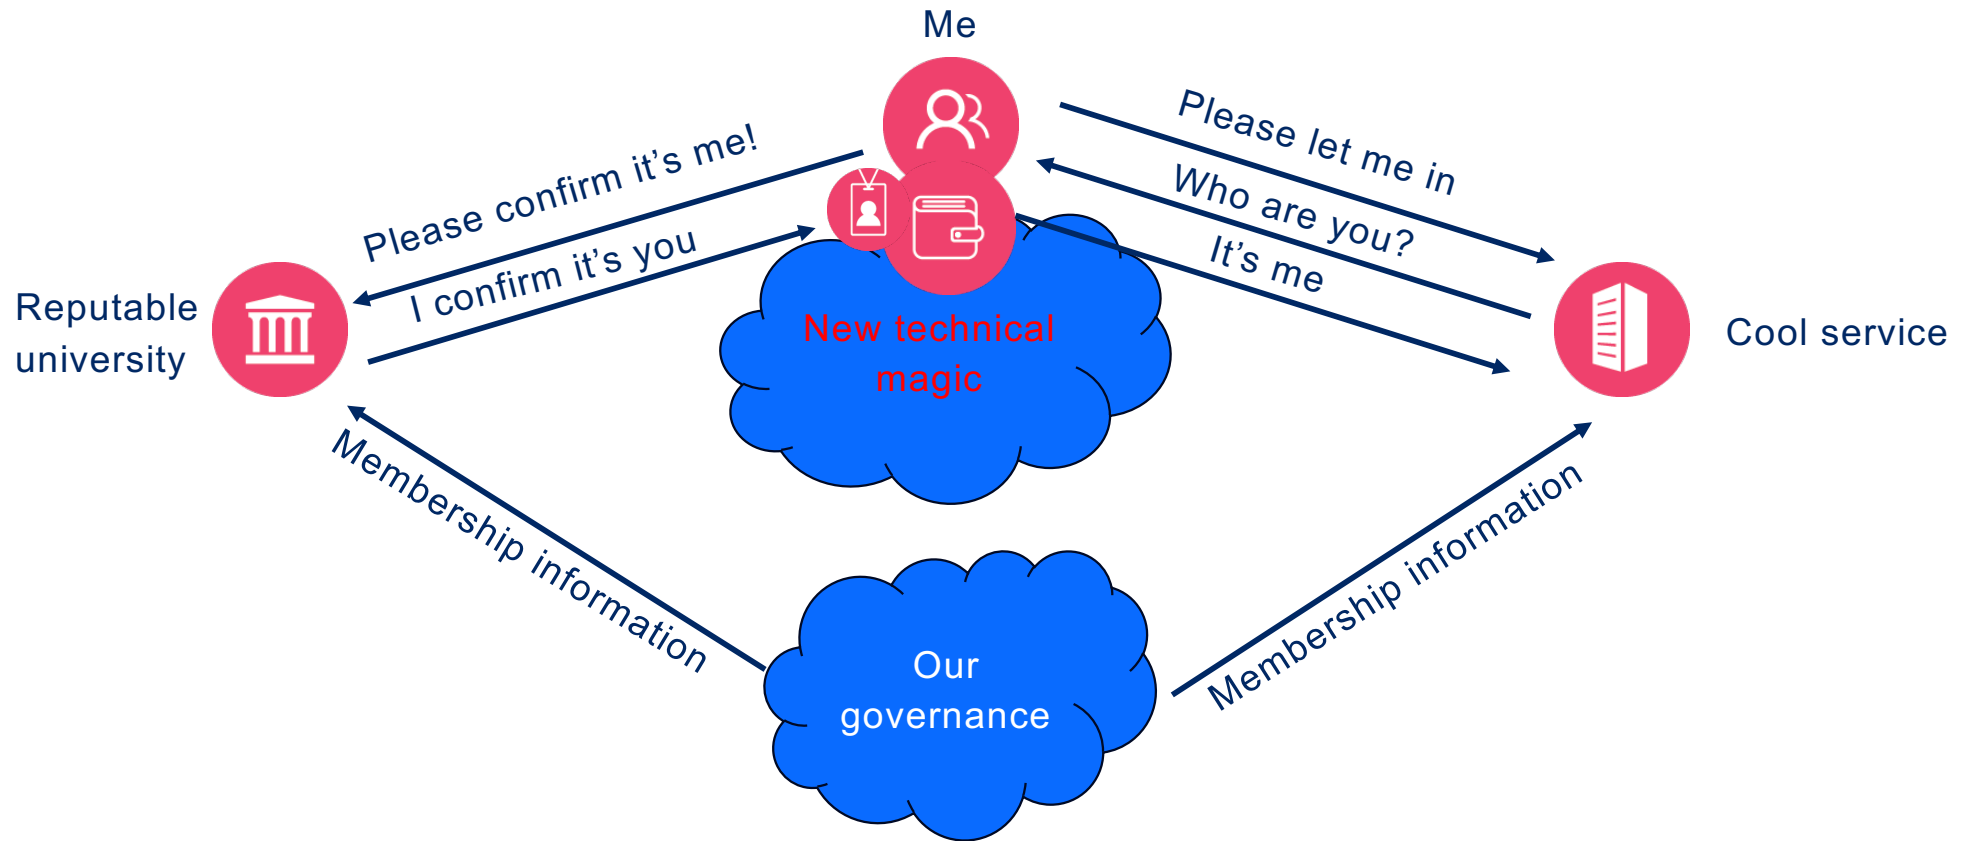 Me
Please confirm it’s me!
I confirm it’s you
Please let me in
Who are you?
It’s me
Reputable
university
New technical
magic
Cool service
Membership information
Membership information
Our
governance